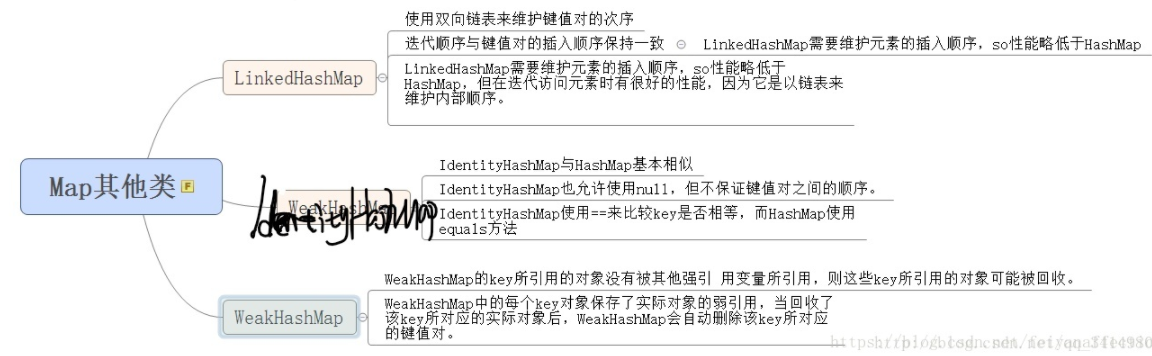 使用双向链表来维护键值对的次序
迭代顺序与键值对的插入顺序保持一致
LinkedHashMap需要维护元素的插入顺序，so性能略低于HashMap
LinkedHashMap
LinkedHashMap需要维护元素的插入顺序，so性能略低于
HashMap，但在迭代访问元素时有很好的性能，因为它是以链表来
维护内部顺序。
Map其他类
IdentityHashMap与HashMap基本相似
IdentityHashMap也允许使用null，但不保证键值对之间的顺序。
WeakHashMap
IdentityHashMap
IdentityHashMap使用==来比较key是否相等，而HashMap使用
equals方法
WeakHashMap的key所引用的对象没有被其他强引 用变量所引用，则这些key所引用的对象可能被回收。
WeakHashMap
WeakHashMap中的每个key对象保存了实际对象的弱引用，当回收了
该key所对应的实际对象后，WeakHashMap会自动删除该key所对应
的键值对。